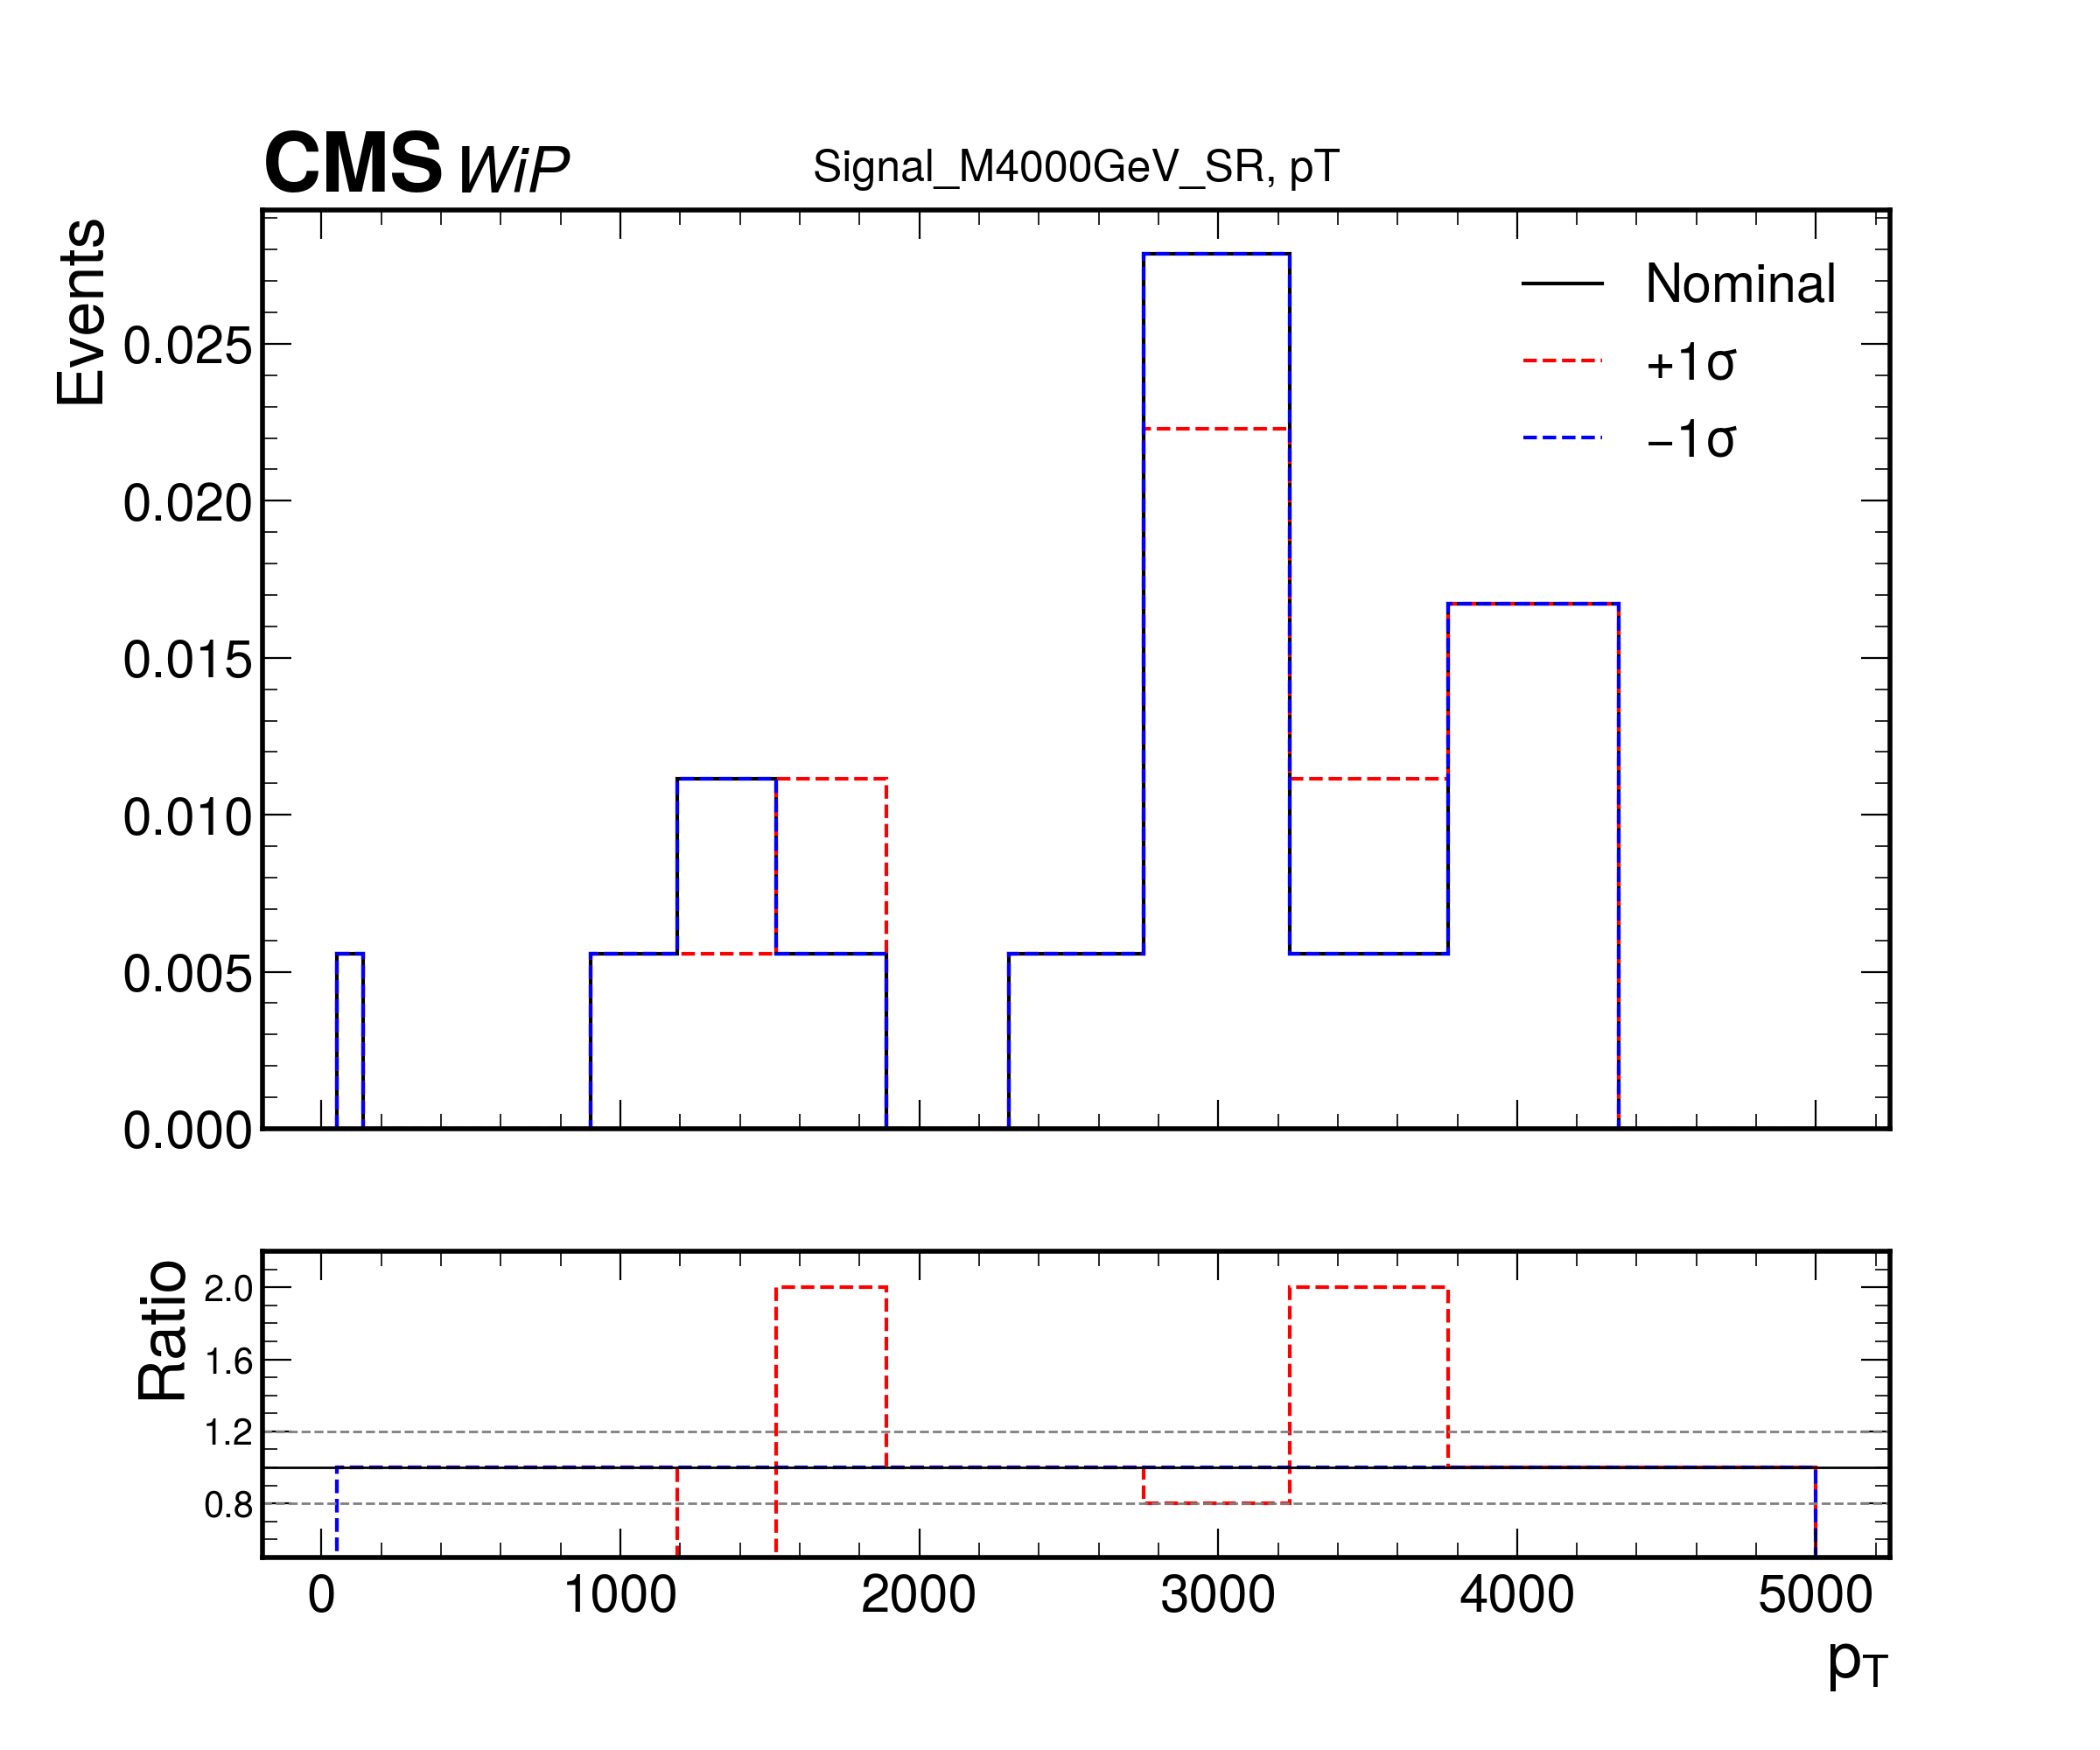 CMS WiP
Signal_M4000GeV_SR, pT
Events
0.025
0.020
0.015
0.010
0.005
0.000
Nominal
+1σ
−1σ
Ratio
2.0
1.6
1.2
0.8
0 1000 2000 3000 4000 5000
pT